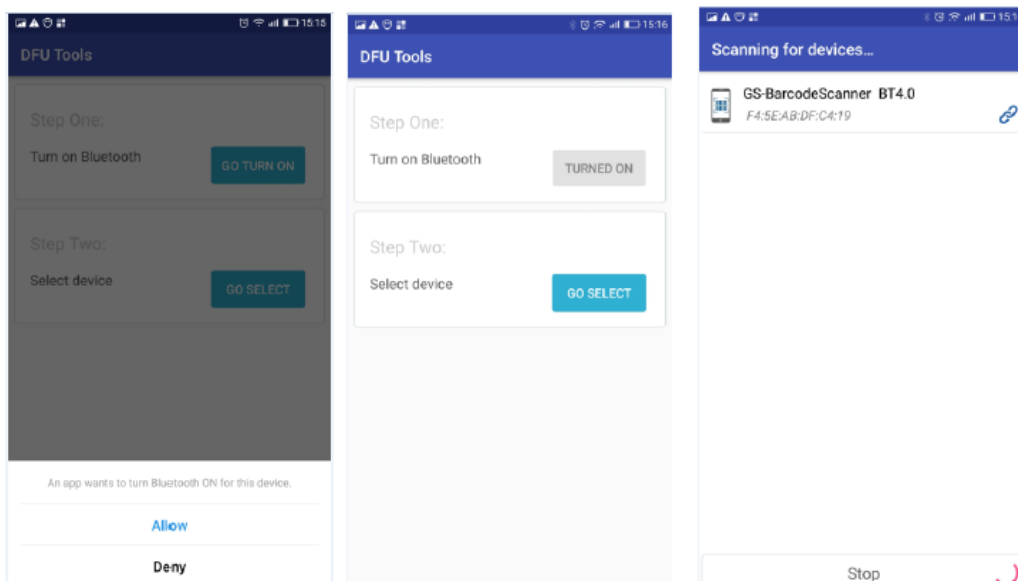 15:15
DFU Tools
Step One:
Turn on Bluetooth
GO TURN ON
Step Two:
Select device
GO SELECT
An app wants to turn Bluetooth ON for this device.
Allow
Deny
15:16
DFU Tools
Step One:
Turn on Bluetooth
TURNED ON
Step Two:
Select device
GO SELECT
Scanning for devices...
GS-BarcodeScanner BT4.0
F4:5E:AB:DF:C4:19
Stop